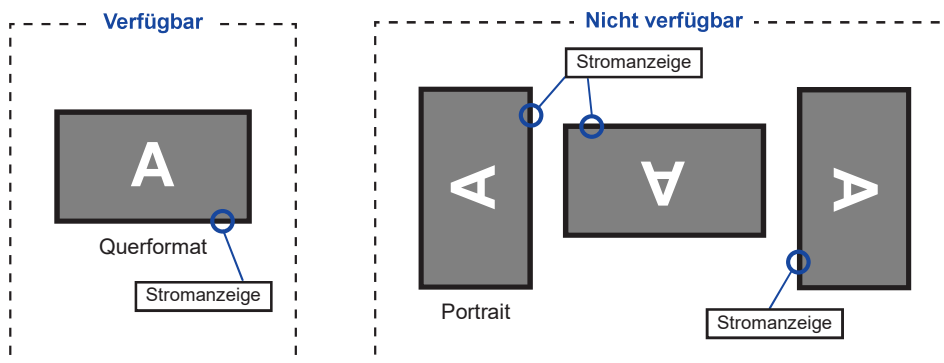 Verfügbar
A
Querformat
Stromanzeige
Nicht verfügbar
Stromanzeige
A
A
A
Portrait
Stromanzeige